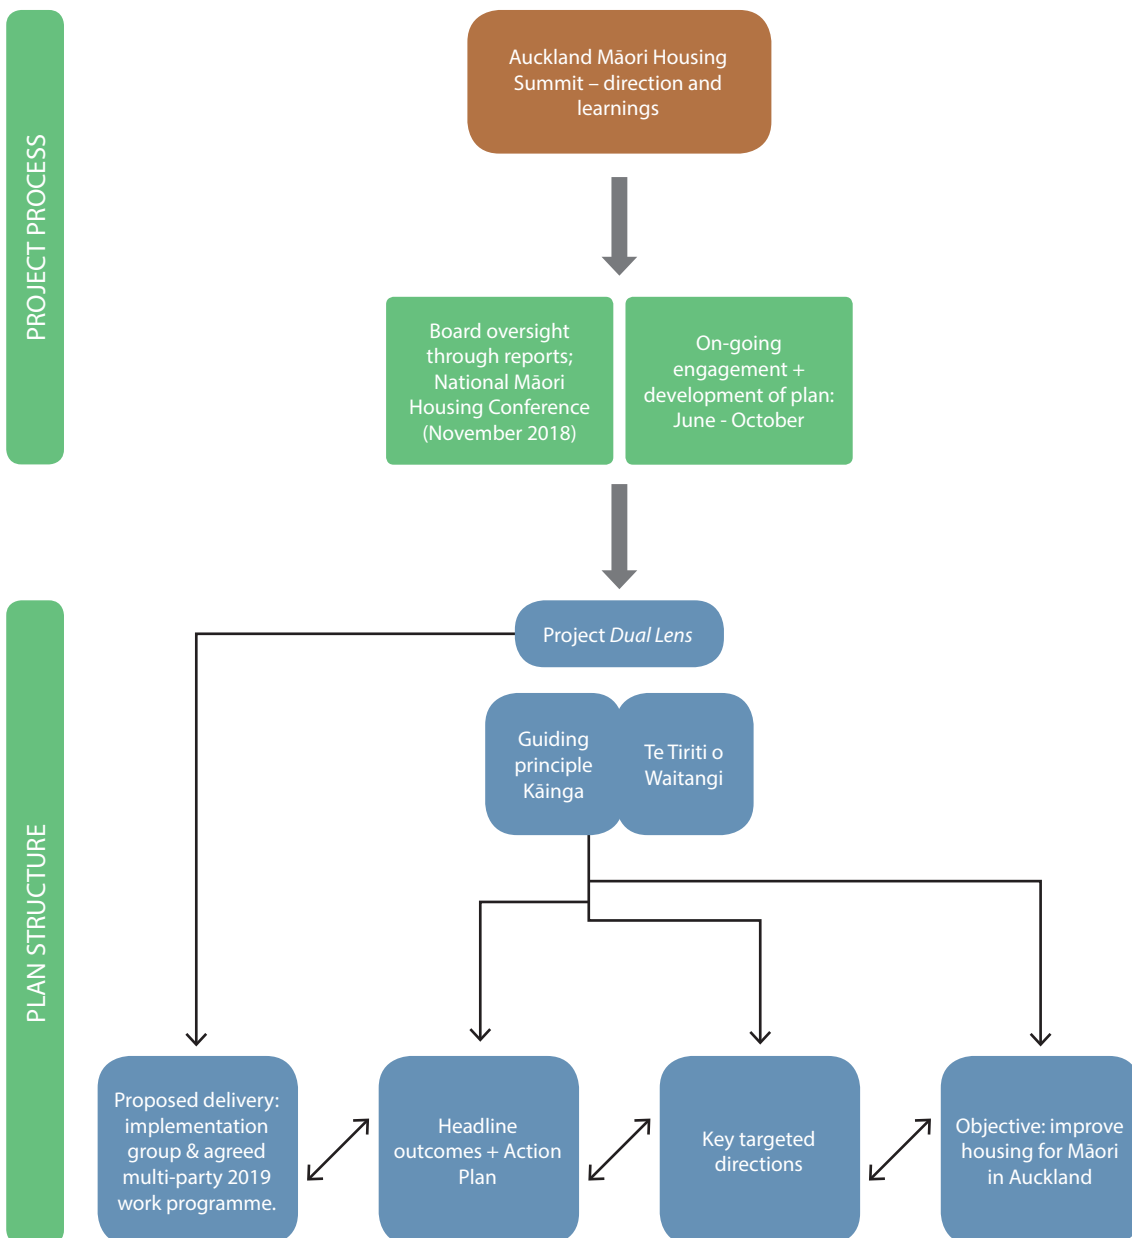 PROJECT PROCESS
Auckland Māori Housing
Summit – direction and
learnings
Board oversight
through reports;
National Māori
Housing Conference
(November 2018)
On-going
engagement +
development of plan:
June - October
PLAN STRUCTURE
Project Dual Lens
Guiding
principle
Kāinga
Te Tiriti o
Waitangi
Proposed delivery:
implementation
group & agreed
multi-party 2019
work programme.
Headline
outcomes + Action
Plan
Key targeted
directions
Objective: improve
housing for Māori
in Auckland